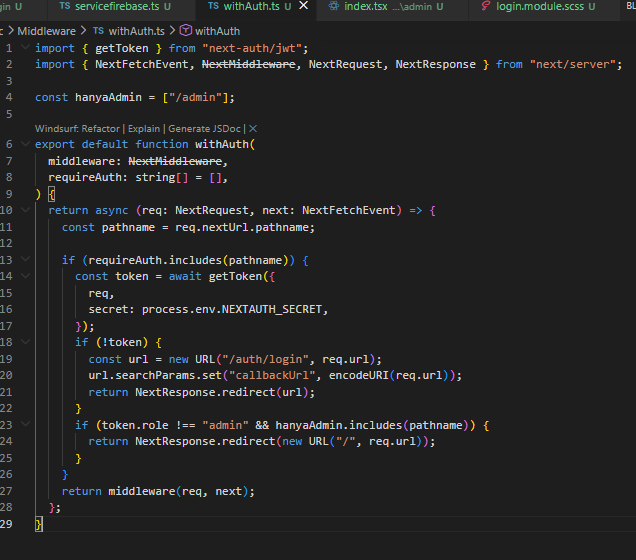 gin U servicefirebase.ts U withAuth.ts U index.tsx ...\admin U login.module.scss U BL
c > Middleware > withAuth.ts > withAuth
1 import { getToken } from "next-auth/jwt";
2 import { NextFetchEvent, NextMiddleware, NextRequest, NextResponse } from "next/server";
3
4 const hanyaAdmin = ["/admin"];
5
Windsurf: Refactor | Explain | Generate JSDoc | X
6 export default function withAuth(
7 middleware: NextMiddleware,
8 requireAuth: string[] = [],
9 ) {
10 return async (req: NextRequest, next: NextFetchEvent) => {
11 const pathname = req.nextUrl.pathname;
12
13 if (requireAuth.includes(pathname)) {
14 const token = await getToken({
15 req,
16 secret: process.env.NEXTAUTH_SECRET,
17 });
18 if (!token) {
19 const url = new URL("/auth/login", req.url);
20 url.searchParams.set("callbackUrl", encodeURI(req.url));
21 return NextResponse.redirect(url);
22 }
23 if (token.role !== "admin" && hanyaAdmin.includes(pathname)) {
24 return NextResponse.redirect(new URL("/", req.url));
25 }
26 }
27 return middleware(req, next);
28 };
29 }